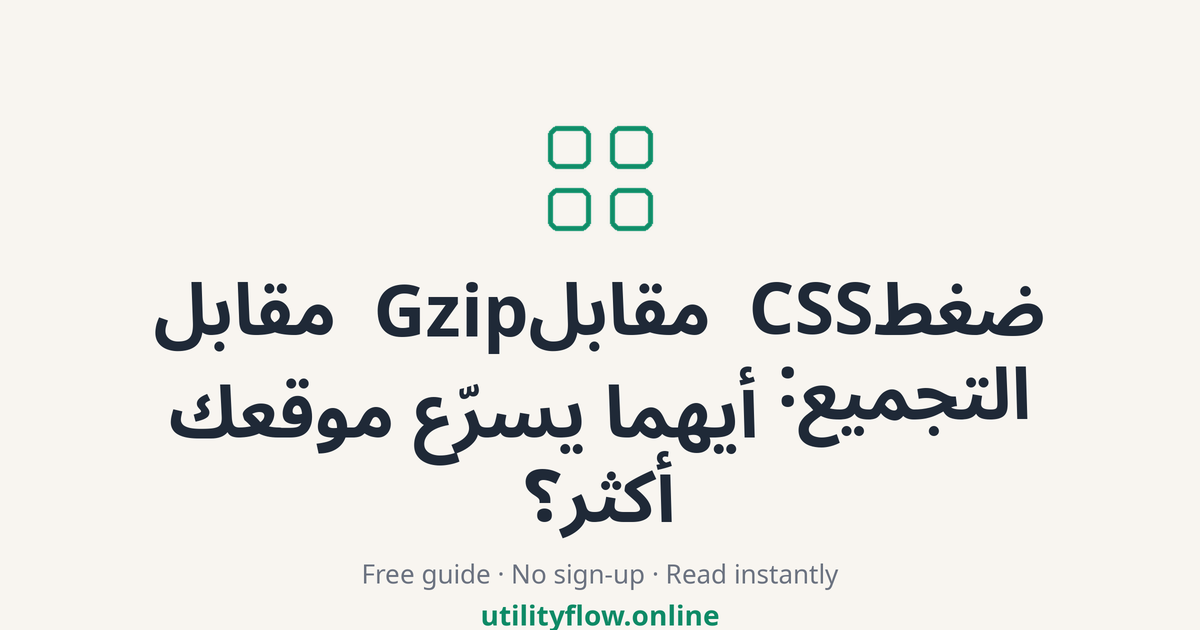 ضغط CSS مقابل Gzip مقابل
التجميع: أيهما يسرّع موقعك
أكثر؟
Free guide · No sign-up · Read instantly
utilityflow.online